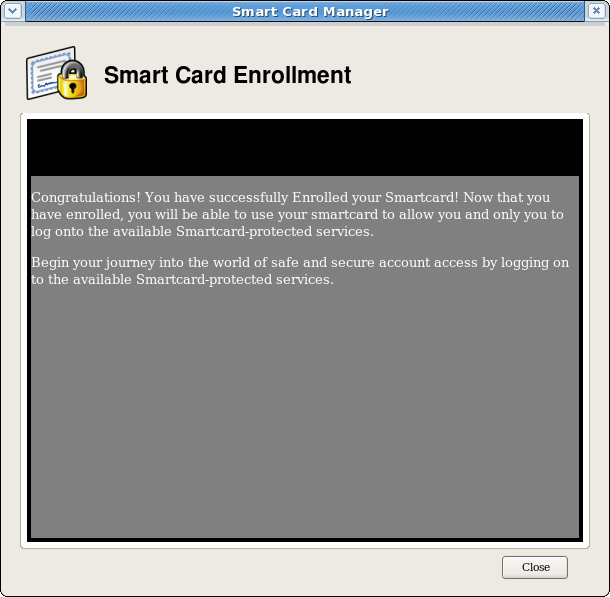 Smart Card Manager
Smart Card Enrollment
Congratulations! You have successfully Enrolled your Smartcard! Now that you
have enrolled, you will be able to use your smartcard to allow you and only you to
log onto the available Smartcard-protected services.
Begin your journey into the world of safe and secure account access by logging on
to the available Smartcard-protected services.
Close